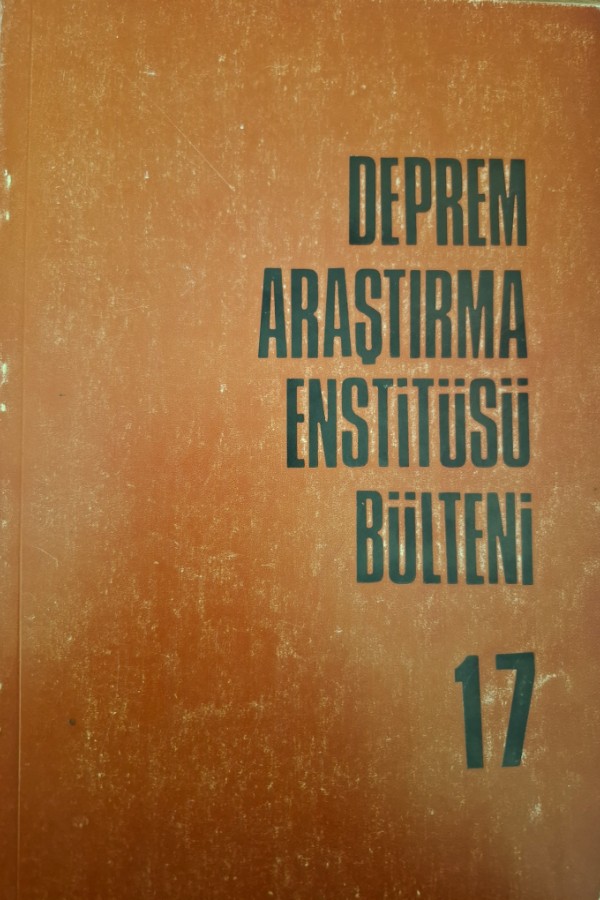 DEPREM
ARAŞTIRMA
ENSTİTÜSÜ
BÜLTENİ
17